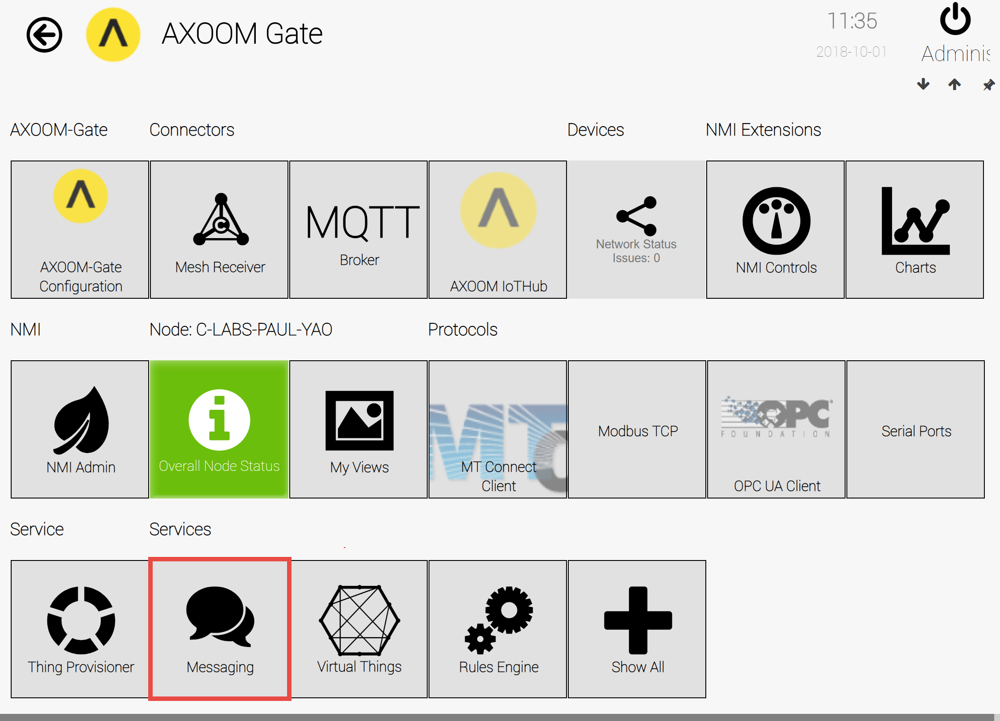 AXOOM Gate
11:35
2018-10-01
Adminis
AXOOM-Gate
Connectors
Devices
NMI Extensions
AXOOM-Gate
Configuration
Mesh Receiver
MQTT
Broker
AXOOM IoTHub
Network Status
Issues: 0
NMI Controls
Charts
NMI
Node: C-LABS-PAUL-YAO
Protocols
NMI Admin
Overall Node Status
My Views
MTC
MT Connect
Client
Modbus TCP
OPC
FOUNDATION
OPC UA Client
Serial Ports
Service
Services
Thing Provisioner
Messaging
Virtual Things
Rules Engine
Show All